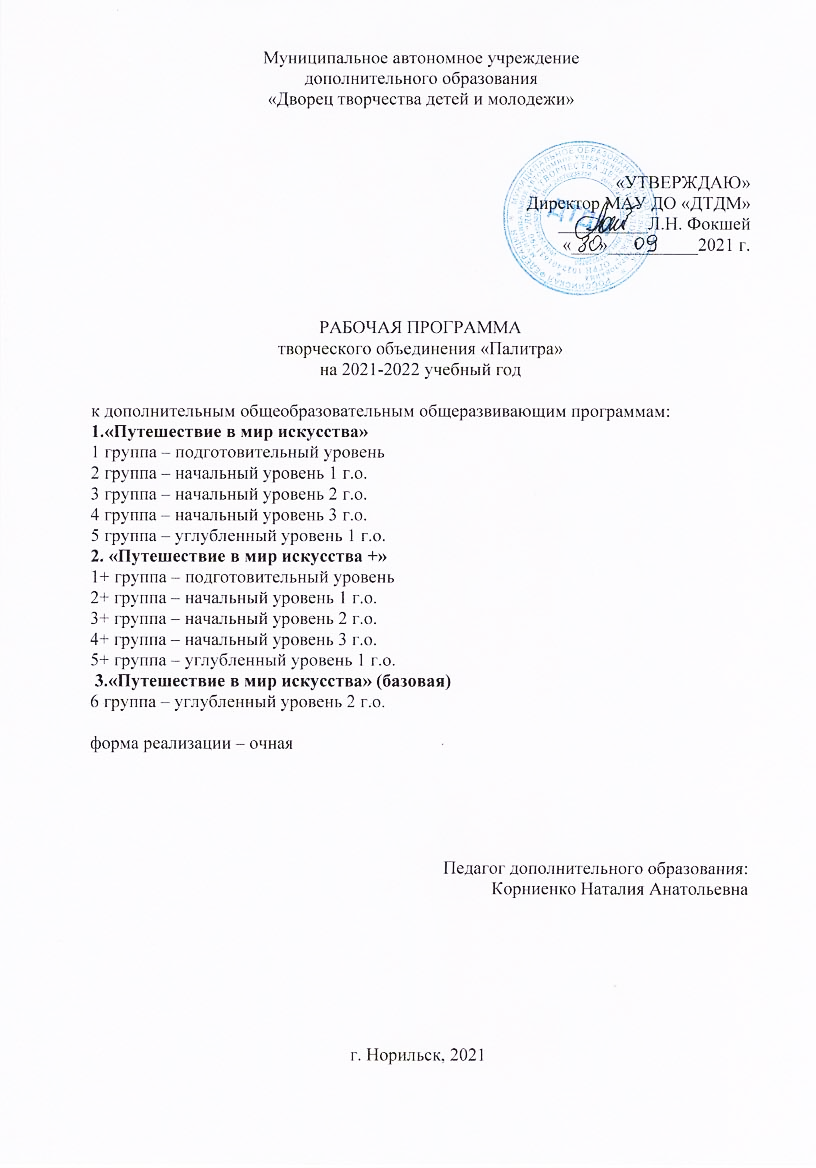 Муниципальное автономное учреждение
дополнительного образования
«Дворец творчества детей и молодежи»
«УТВЕРЖДАЮ»
Директор МАУ ДО «ДТДМ»
__________Л.Н. Фокшей
«_30_»___09____2021 г.
РАБОЧАЯ ПРОГРАММА
творческого объединения «Палитра»
на 2021-2022 учебный год
к дополнительным общеобразовательным общеразвивающим программам:
1.«Путешествие в мир искусства»
1 группа – подготовительный уровень
2 группа – начальный уровень 1 г.о.
3 группа – начальный уровень 2 г.о.
4 группа – начальный уровень 3 г.о.
5 группа – углубленный уровень 1 г.о.
2. «Путешествие в мир искусства +»
1+ группа – подготовительный уровень
2+ группа – начальный уровень 1 г.о.
3+ группа – начальный уровень 2 г.о.
4+ группа – начальный уровень 3 г.о.
5+ группа – углубленный уровень 1 г.о.
3.«Путешествие в мир искусства» (базовая)
6 группа – углубленный уровень 2 г.о.
форма реализации – очная
Педагог дополнительного образования:
Корниенко Наталия Анатольевна
г. Норильск, 2021